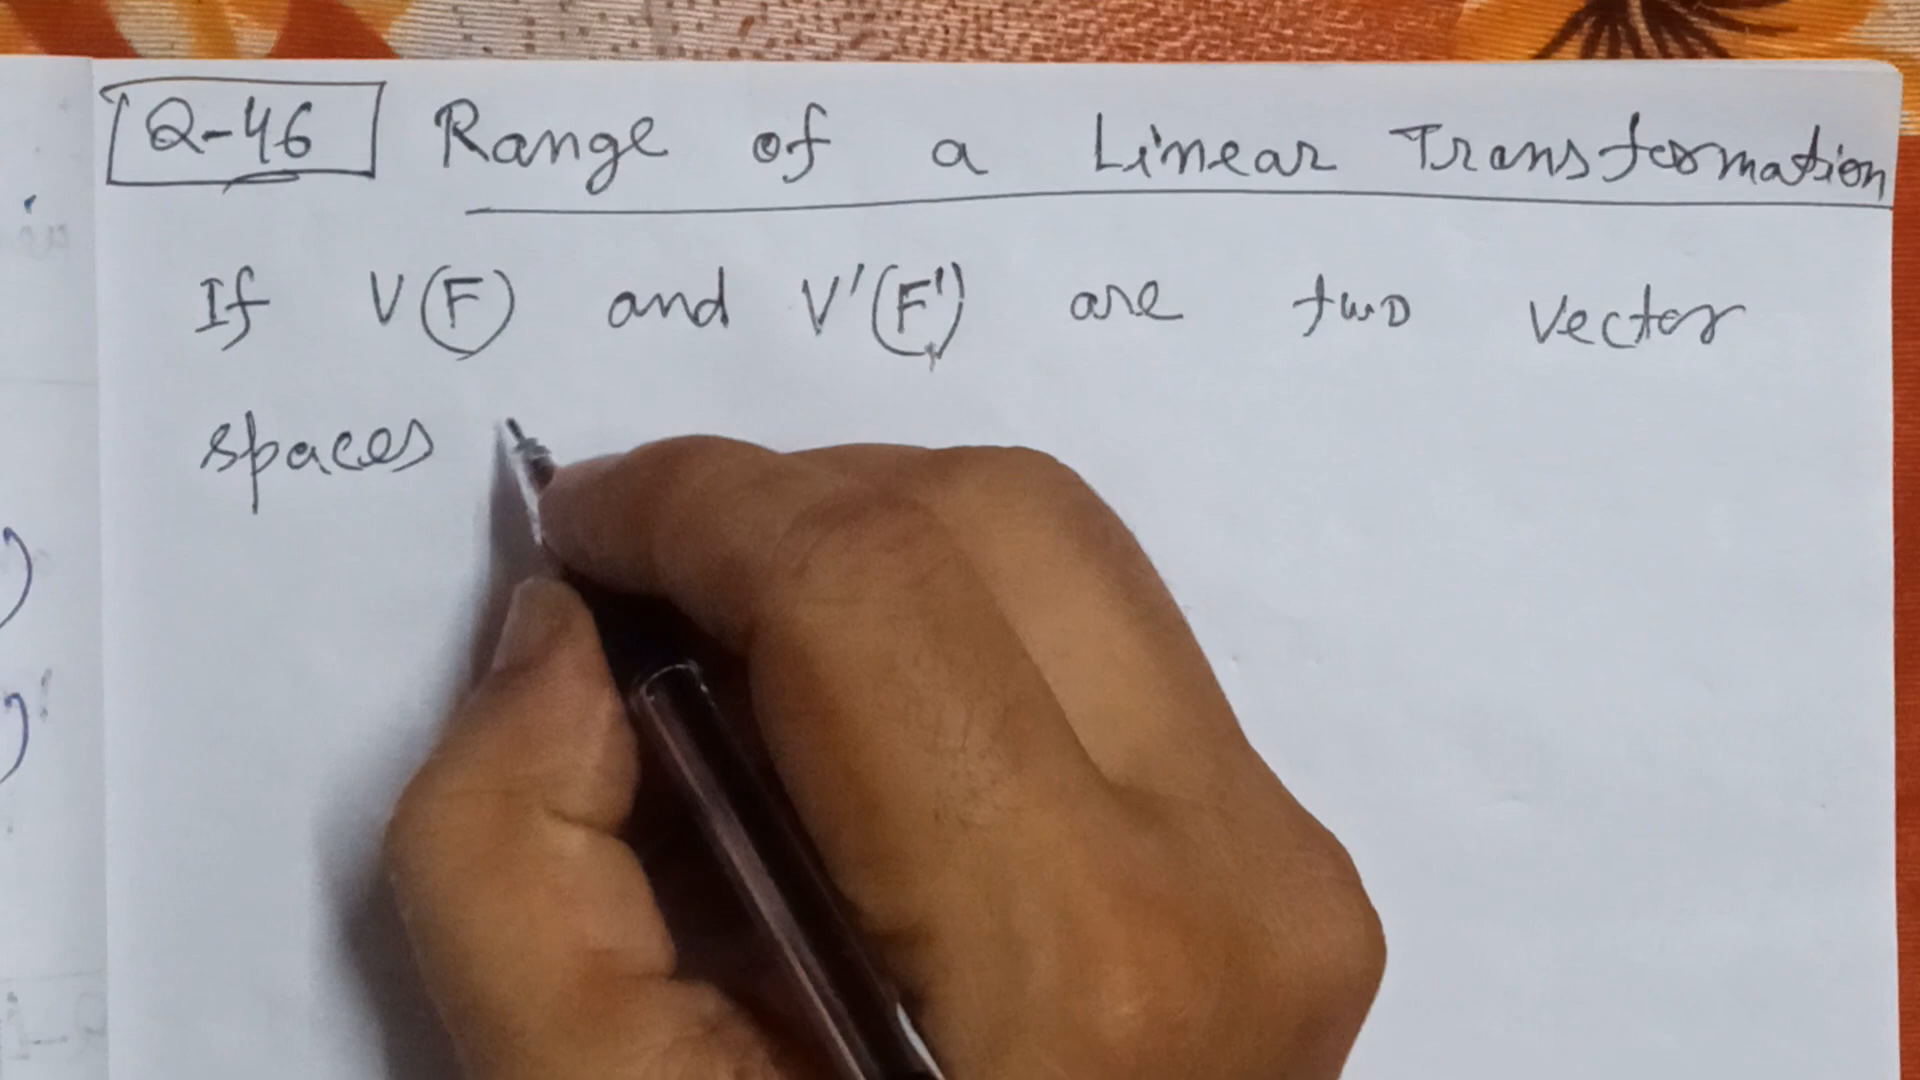 Q-46 Range of a Linear Transformation
If V(F) and V'(F') are two vector
spaces